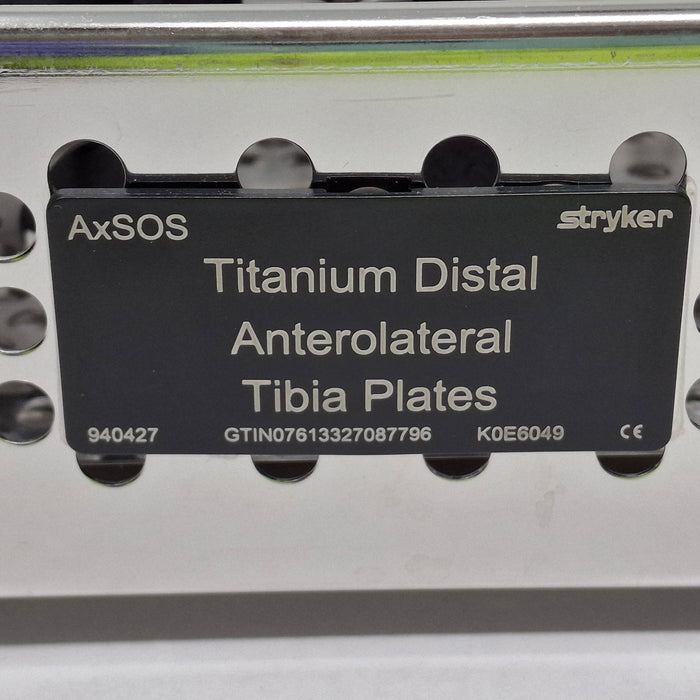 AxSOS stryker
Titanium Distal
Anterolateral
Tibia Plates
940427 GTIN07613327087796 K0E6049 CE